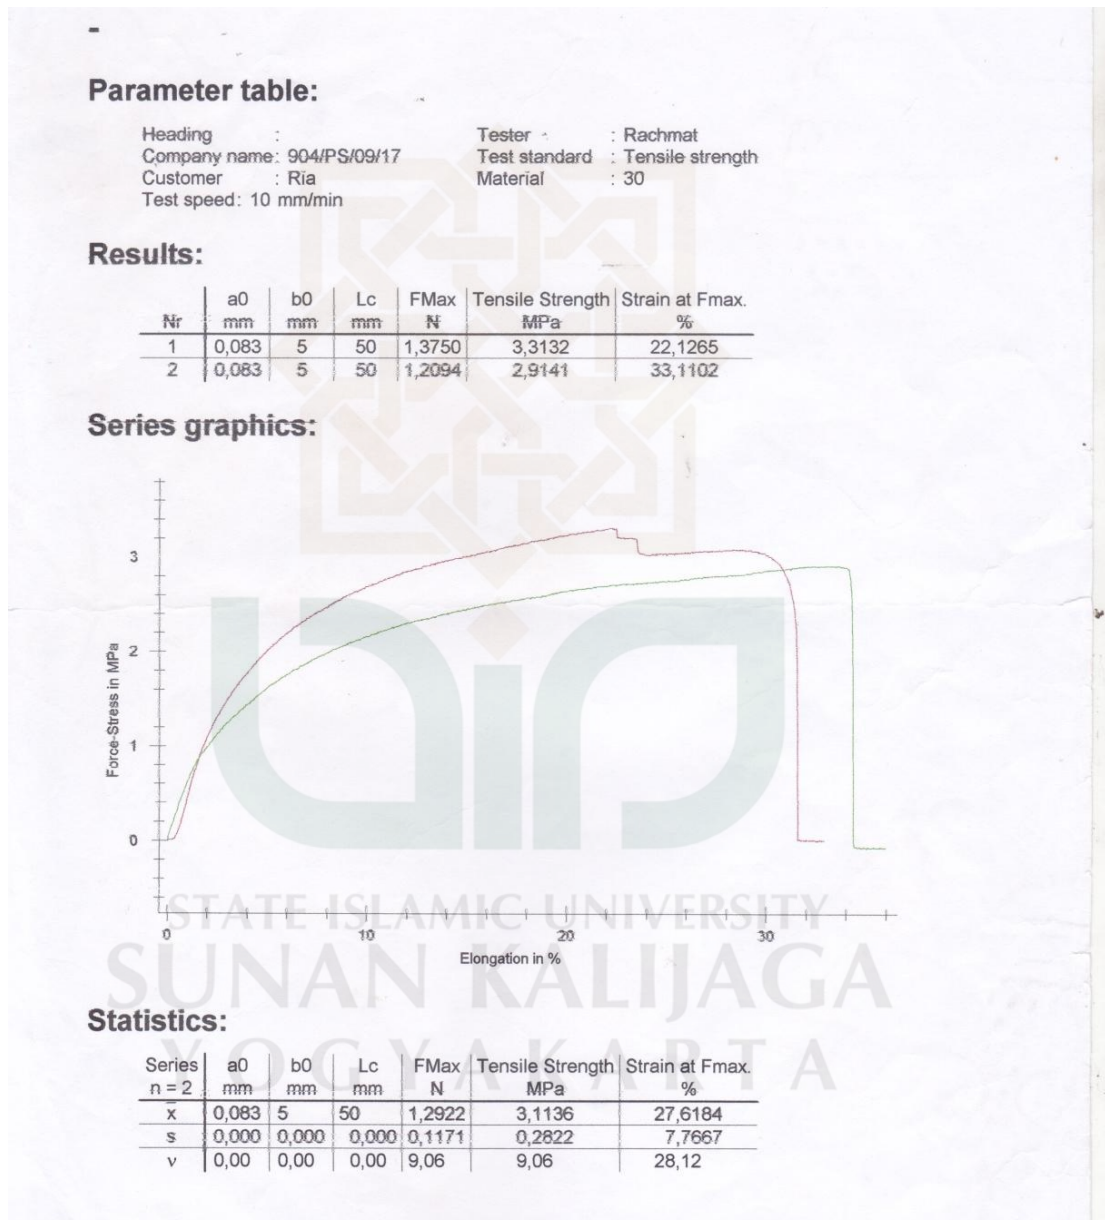 -
Parameter table:
Heading : Tester : Rachmat
Company name: 904/PS/09/17 Test standard : Tensile strength
Customer : Ria Material : 30
Test speed: 10 mm/min
Results:
a0 b0 Lc FMax Tensile Strength Strain at Fmax.
Nr mm mm mm N MPa %
1 0,083 5 50 1,3750 3,3132 22,1265
2 0,083 5 50 1,2094 2,9141 33,1102
Series graphics:
3
2
1
0
Force-Stress in MPa
0 10 20 30
Elongation in %
STATE ISLAMIC UNIVERSITY
SUNAN KALIJAGA
YOGYAKARTA
Statistics:
Series a0 b0 Lc FMax Tensile Strength Strain at Fmax.
n = 2 mm mm mm N MPa %
x̅ 0,083 5 50 1,2922 3,1136 27,6184
s 0,000 0,000 0,000 0,1171 0,2822 7,7667
ν 0,00 0,00 0,00 9,06 9,06 28,12